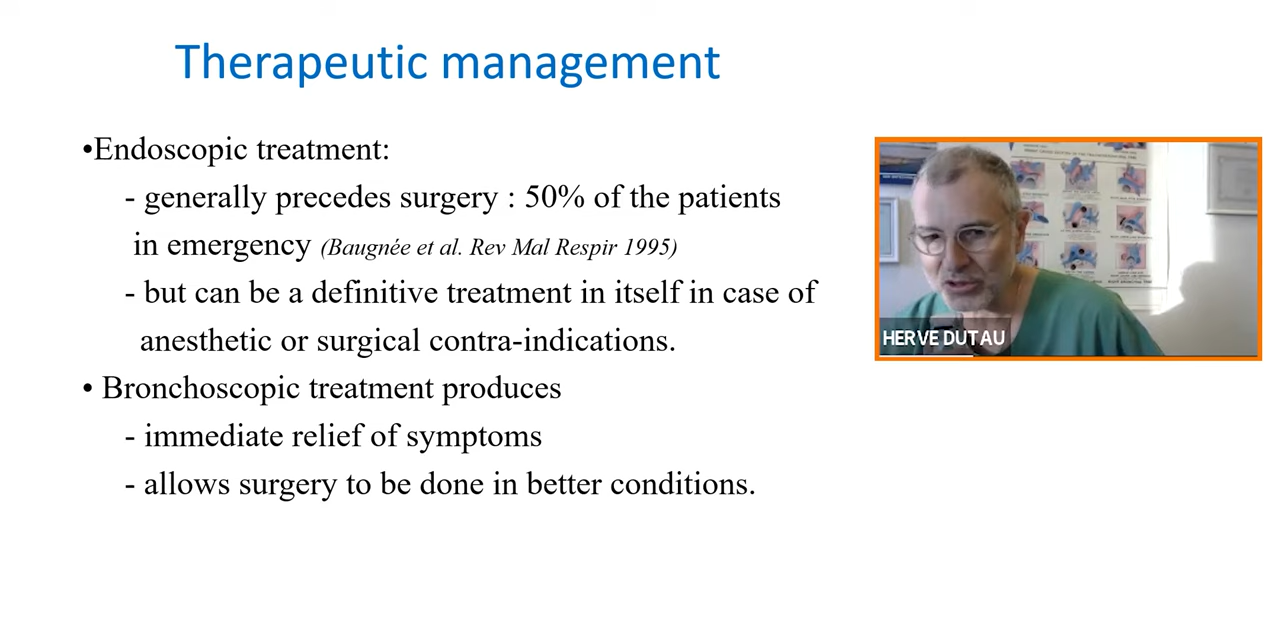 Therapeutic management
•Endoscopic treatment:
- generally precedes surgery : 50% of the patients
in emergency (Baugnée et al. Rev Mal Respir 1995)
- but can be a definitive treatment in itself in case of
anesthetic or surgical contra-indications.
• Bronchoscopic treatment produces
- immediate relief of symptoms
- allows surgery to be done in better conditions.
HERVE DUTAU